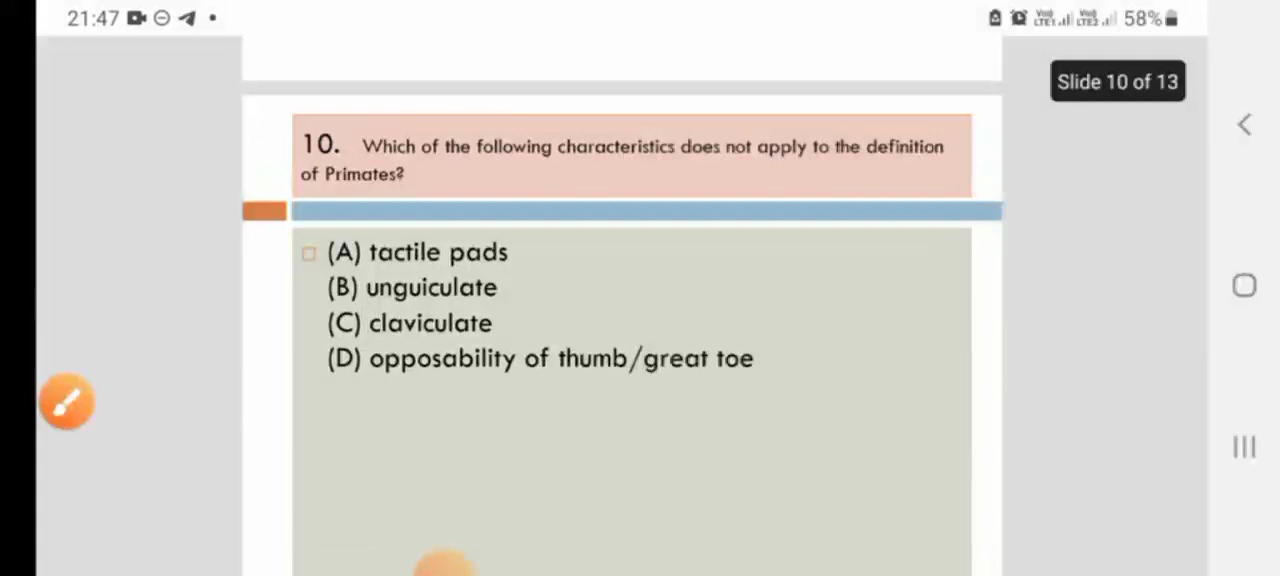 21:47
58%
Slide 10 of 13
10. Which of the following characteristics does not apply to the definition
of Primates?
(A) tactile pads
(B) unguiculate
(C) claviculate
(D) opposability of thumb/great toe